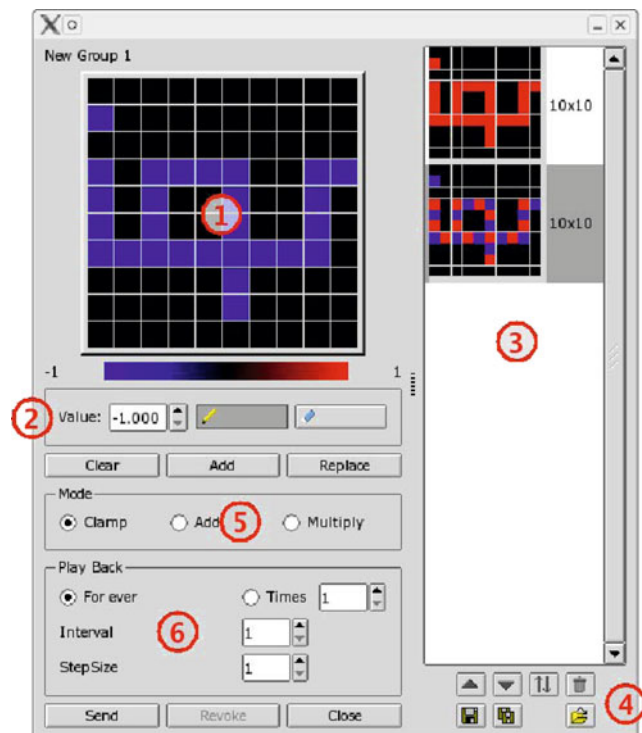 New Group 1
1
-1
1
2
Value: -1.000
Clear
Add
Replace
Mode
Clamp
Add
Multiply
5
Play Back
For ever
Times 1
Interval 1
6
StepSize 1
Send
Revoke
Close
10x10
10x10
3
4